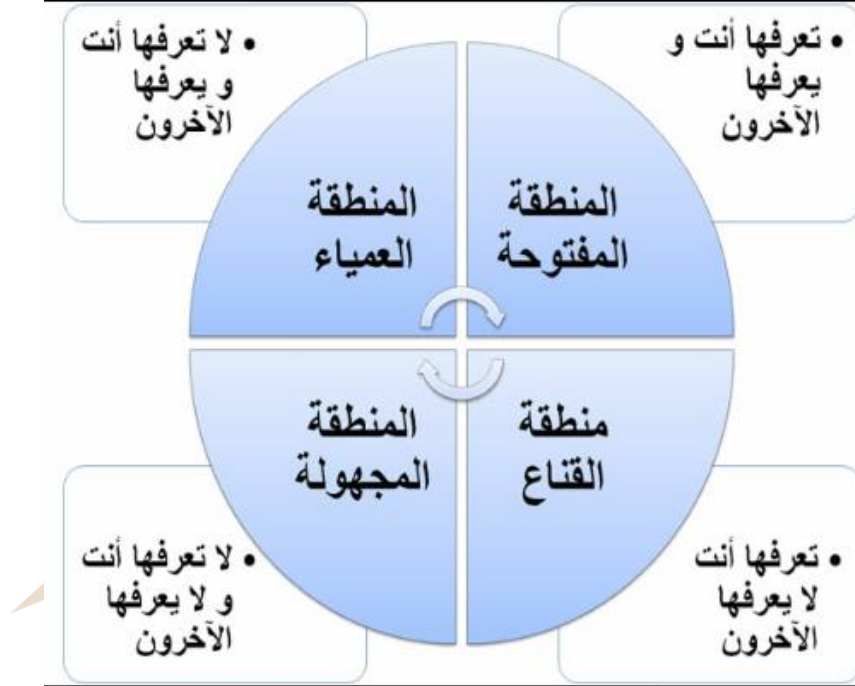 • تعرفها أنت و
يعرفها
الآخرون
• لا تعرفها أنت
و يعرفها
الآخرون
المنطقة
المفتوحة
المنطقة
العمياء
منطقة
القناع
المنطقة
المجهولة
• تعرفها أنت
لا يعرفها
الآخرون
• لا تعرفها أنت
و لا يعرفها
الآخرون